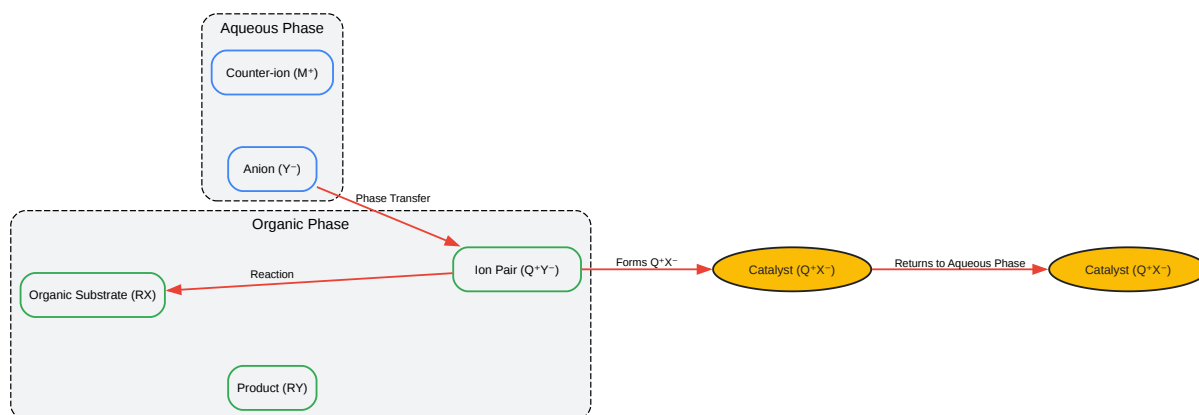 Aqueous Phase
Counter-ion (M⁺)
Anion (Y⁻)
Phase Transfer
Organic Phase
Ion Pair (Q⁺Y⁻)
Forms Q⁺X⁻
Catalyst (Q⁺X⁻)
Returns to Aqueous Phase
Catalyst (Q⁺X⁻)
Reaction
Organic Substrate (RX)
Product (RY)